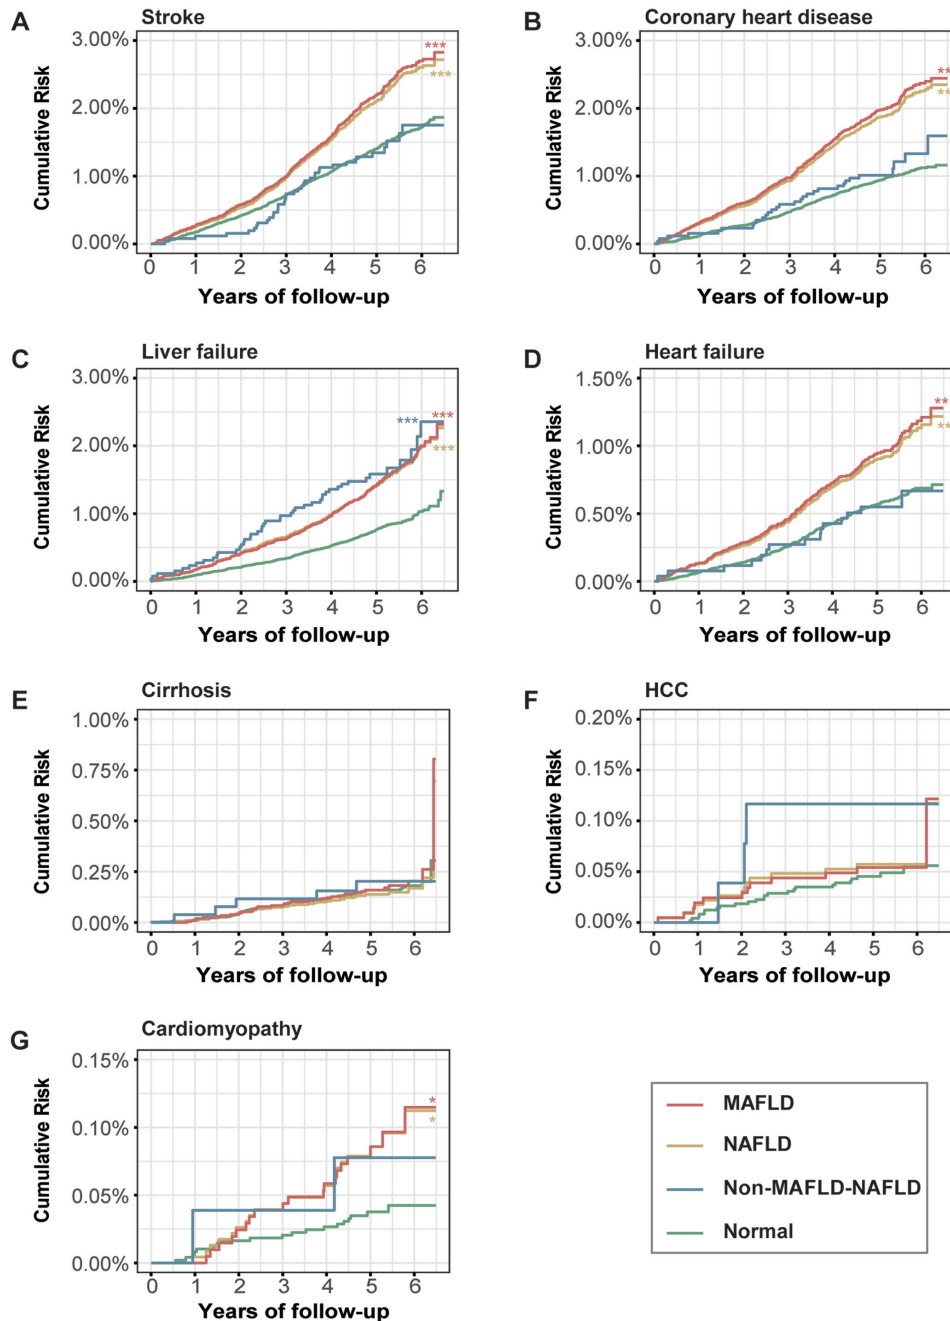 A
Stroke
Cumulative Risk
3.00%
2.00%
1.00%
0.00%
0 1 2 3 4 5 6
Years of follow-up
***
***
B
Coronary heart disease
Cumulative Risk
3.00%
2.00%
1.00%
0.00%
0 1 2 3 4 5 6
Years of follow-up
**
**
C
Liver failure
Cumulative Risk
3.00%
2.00%
1.00%
0.00%
0 1 2 3 4 5 6
Years of follow-up
*** ***
***
D
Heart failure
Cumulative Risk
1.50%
1.00%
0.50%
0.00%
0 1 2 3 4 5 6
Years of follow-up
**
**
E
Cirrhosis
Cumulative Risk
1.00%
0.75%
0.50%
0.25%
0.00%
0 1 2 3 4 5 6
Years of follow-up
F
HCC
Cumulative Risk
0.20%
0.15%
0.10%
0.05%
0.00%
0 1 2 3 4 5 6
Years of follow-up
G
Cardiomyopathy
Cumulative Risk
0.15%
0.10%
0.05%
0.00%
0 1 2 3 4 5 6
Years of follow-up
*
*
MAFLD
NAFLD
Non-MAFLD-NAFLD
Normal